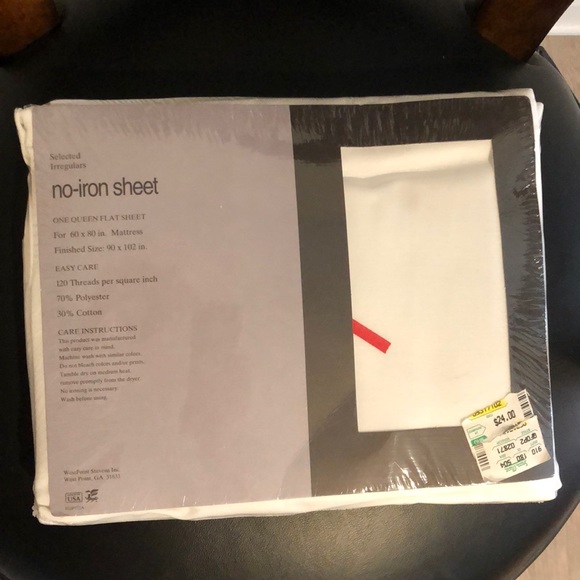 Selected
Irregulars
no-iron sheet
ONE QUEEN FLAT SHEET
For 60 x 80 in. Mattress
Finished Size: 90 x 102 in.
EASY CARE
120 Threads per square inch
70% Polyester
30% Cotton
CARE INSTRUCTIONS
This product was manufactured
with easy care in mind.
Machine wash with similar colors.
Do not bleach colors and/or prints.
Tumble dry on medium heat,
remove promptly from the dryer.
No ironing is necessary.
Wash before using.
WestPoint Stevens Inc.
West Point, GA 31833
USA
$24.00